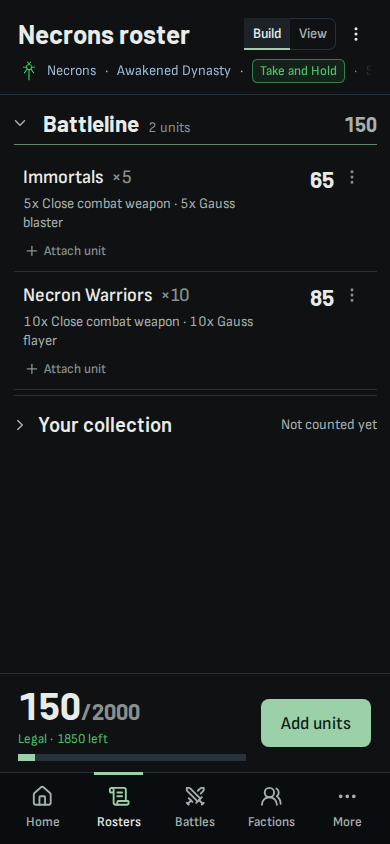 Necrons roster
Build View
Necrons · Awakened Dynasty · Take and Hold ·
Battleline 2 units 150
Immortals ×5 65
5x Close combat weapon · 5x Gauss
blaster
+ Attach unit
Necron Warriors ×10 85
10x Close combat weapon · 10x Gauss
flayer
+ Attach unit
Your collection Not counted yet
150/2000
Legal · 1850 left
Add units
Home Rosters Battles Factions More